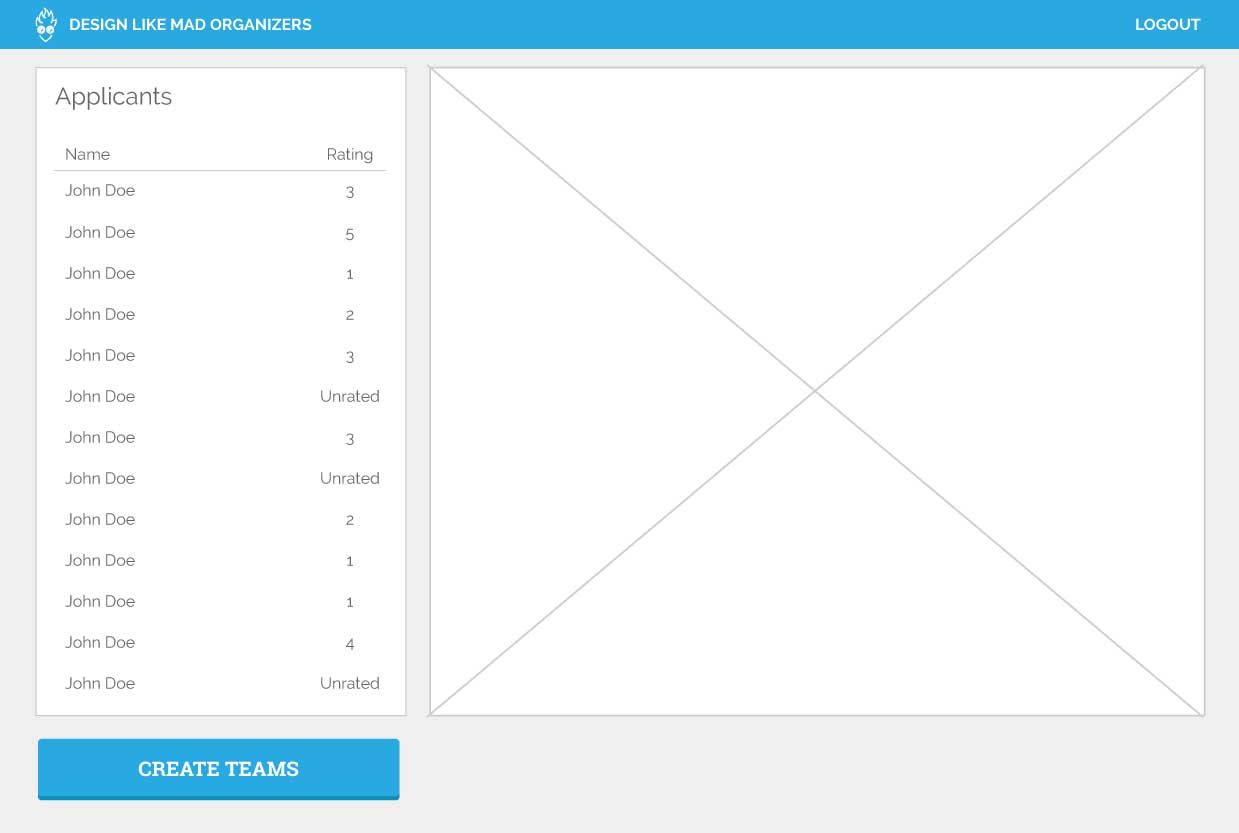 DESIGN LIKE MAD ORGANIZERS
LOGOUT
Applicants
Name Rating
John Doe 3
John Doe 5
John Doe 1
John Doe 2
John Doe 3
John Doe Unrated
John Doe 3
John Doe Unrated
John Doe 2
John Doe 1
John Doe 1
John Doe 4
John Doe Unrated
CREATE TEAMS